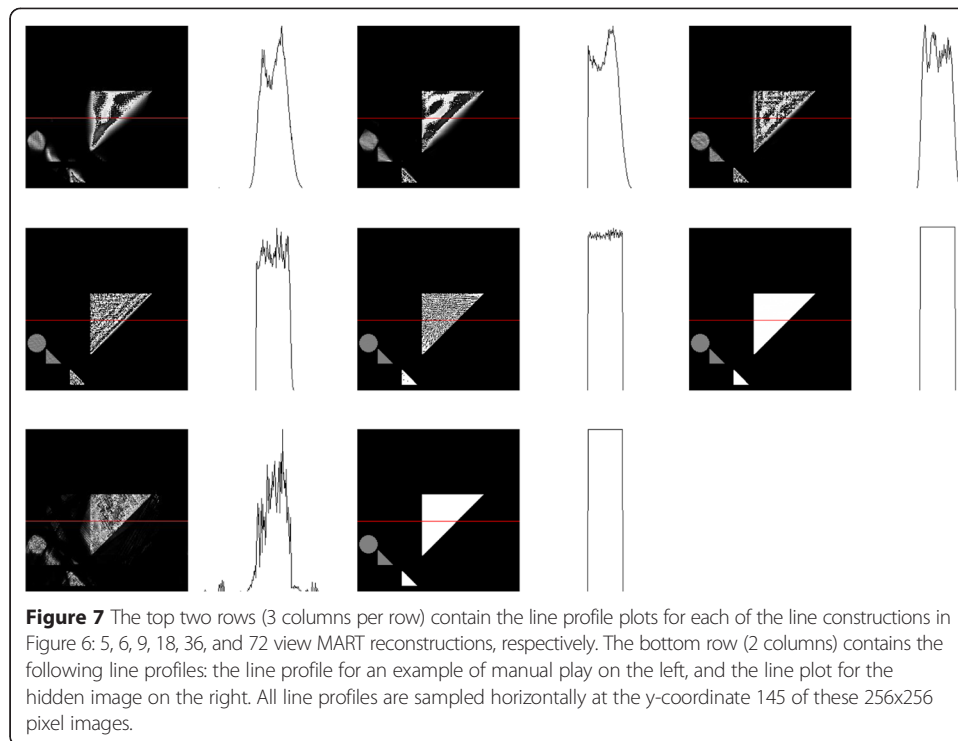 Figure 7 The top two rows (3 columns per row) contain the line profile plots for each of the line constructions in
Figure 6: 5, 6, 9, 18, 36, and 72 view MART reconstructions, respectively. The bottom row (2 columns) contains the
following line profiles: the line profile for an example of manual play on the left, and the line plot for the
hidden image on the right. All line profiles are sampled horizontally at the y-coordinate 145 of these 256x256
pixel images.